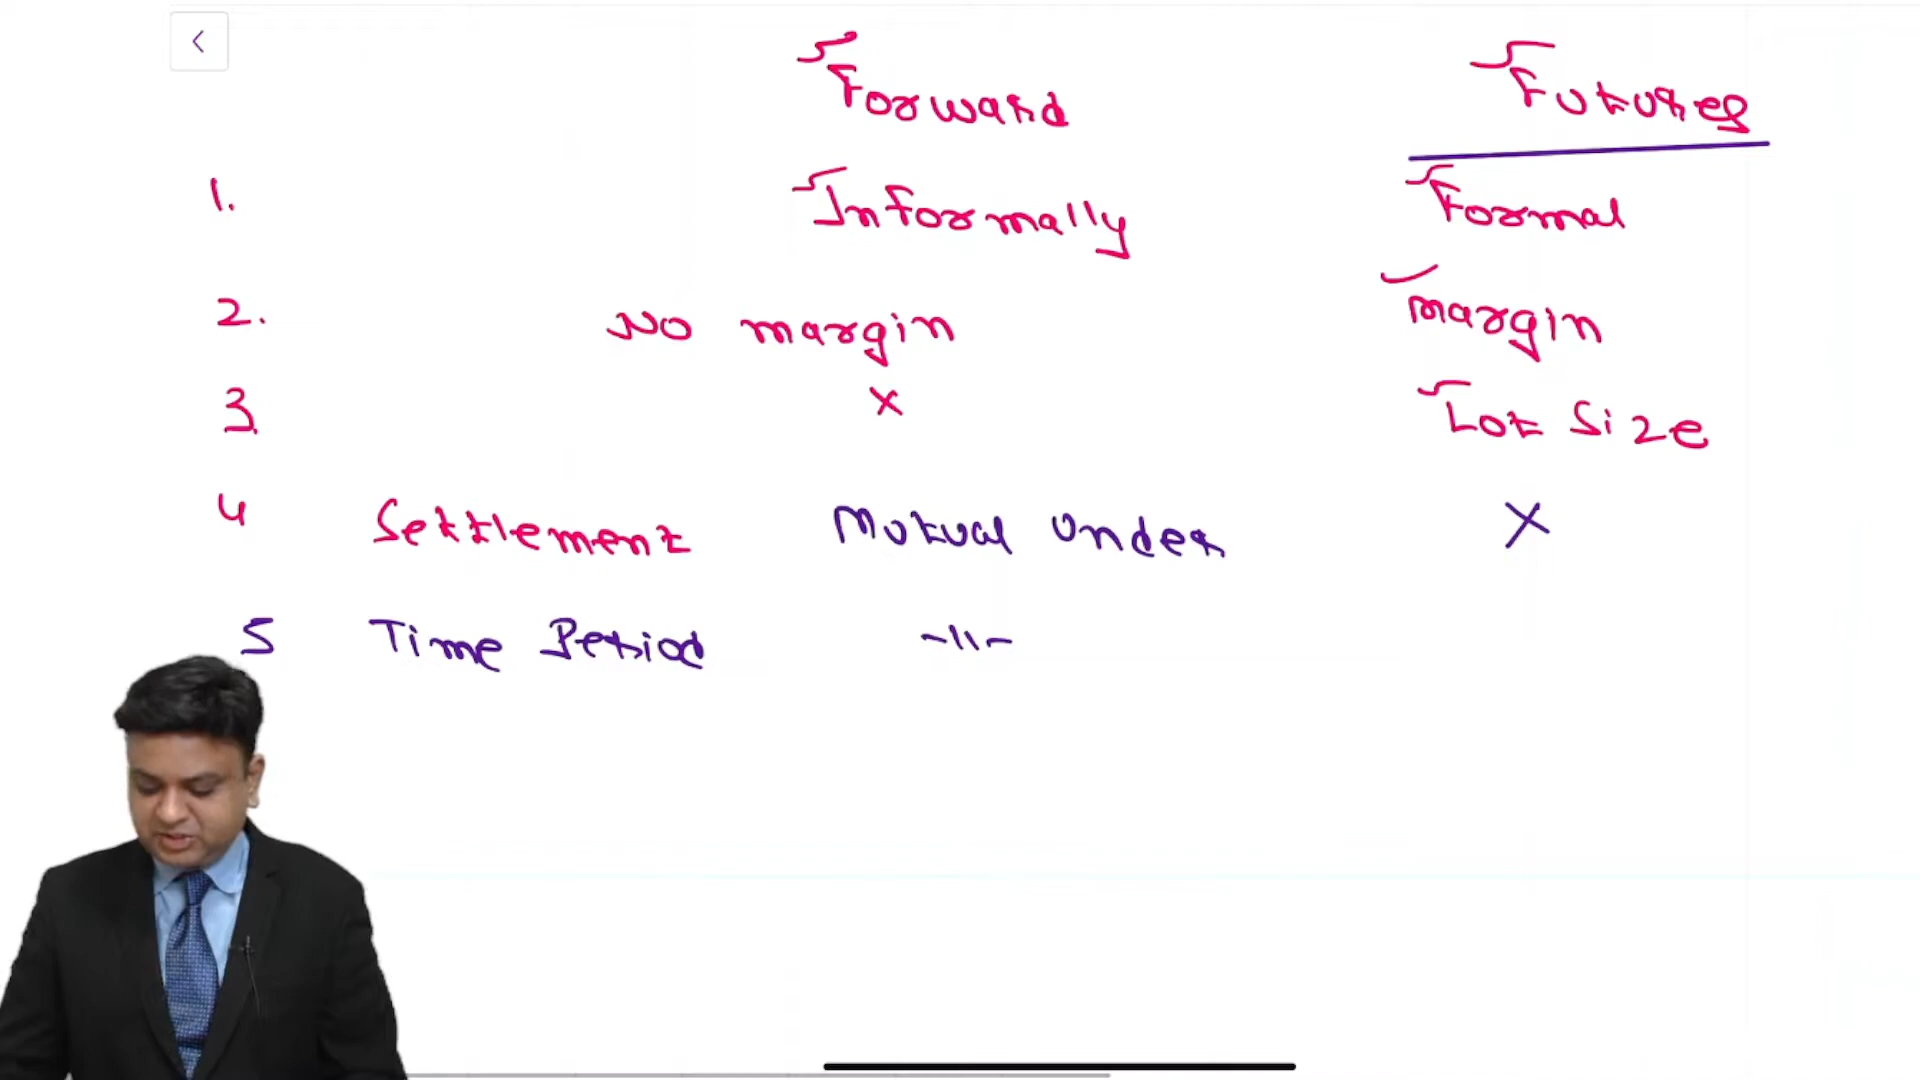 Forward Futures
1. Informally Formal
2. No margin margin
3. x Lot Size
4 Settlement Mutual Under x
5 Time Period -11-